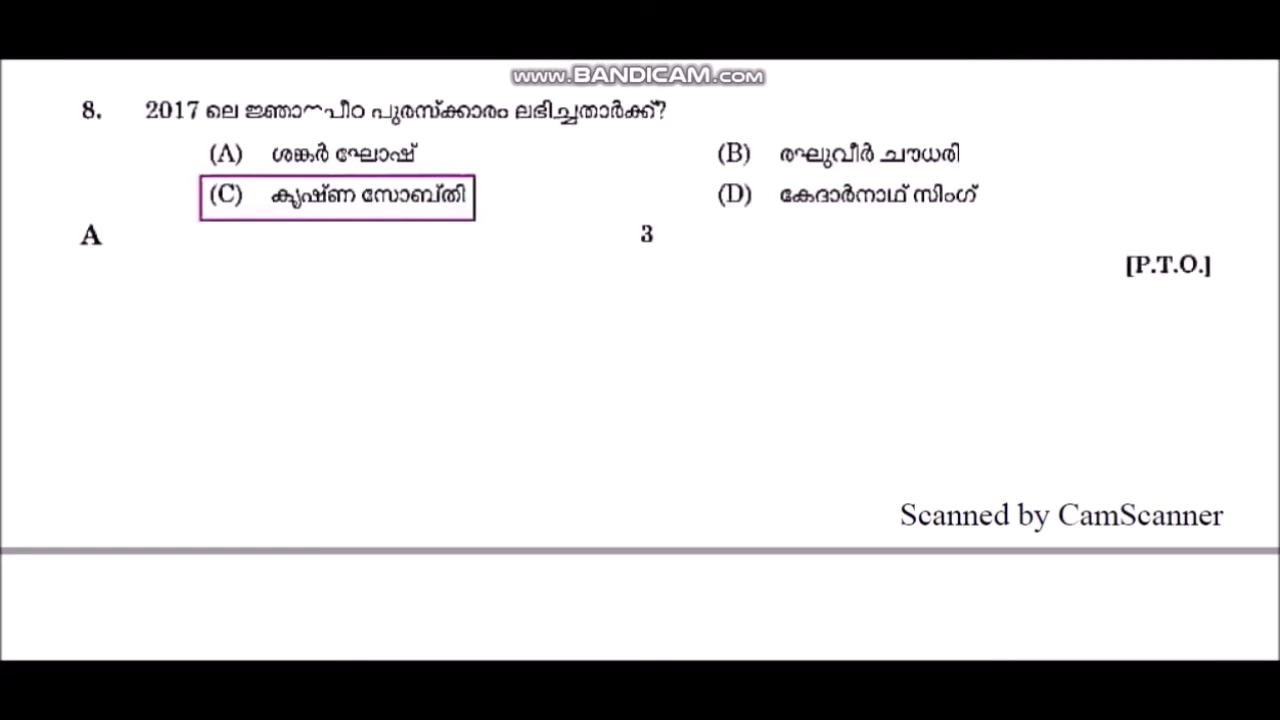 www.BANDICAM.com
8. 2017 ലെ ജ്ഞാനപീഠ പുരസ്ക്കാരം ലഭിച്ചതാർക്ക്?
(A) ശങ്കർ ഘോഷ് (B) രഘുവീർ ചൗധരി
(C) കൃഷ്ണ സോബ്തി (D) കേദാർനാഥ് സിംഗ്
A 3
[P.T.O.]
Scanned by CamScanner